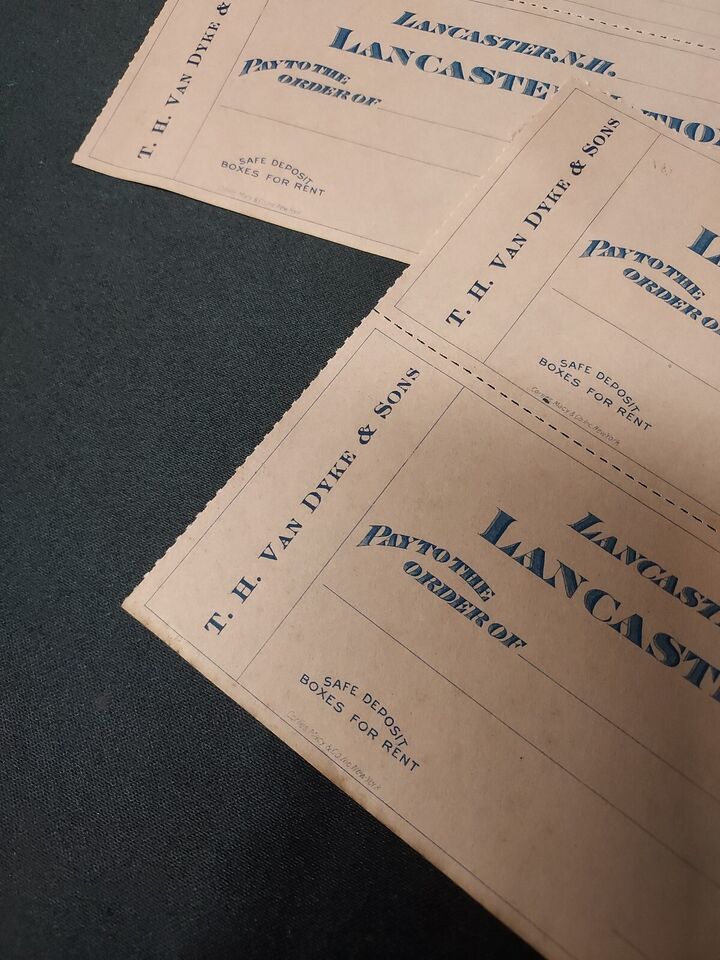 T. H. VAN DYKE &
LANCASTER, N.H.
LANCASTE
TIO
PAY TO THE
ORDER OF
SAFE DEPOSIT
BOXES FOR RENT
T. H. VAN DYKE & SONS
PAY TO THE
ORDER O
SAFE DEPOSIT
BOXES FOR RENT
T. H. VAN DYKE & SONS
LANCAST
LANCAST
PAY TO THE
ORDER OF
SAFE DEPOSIT
BOXES FOR RENT